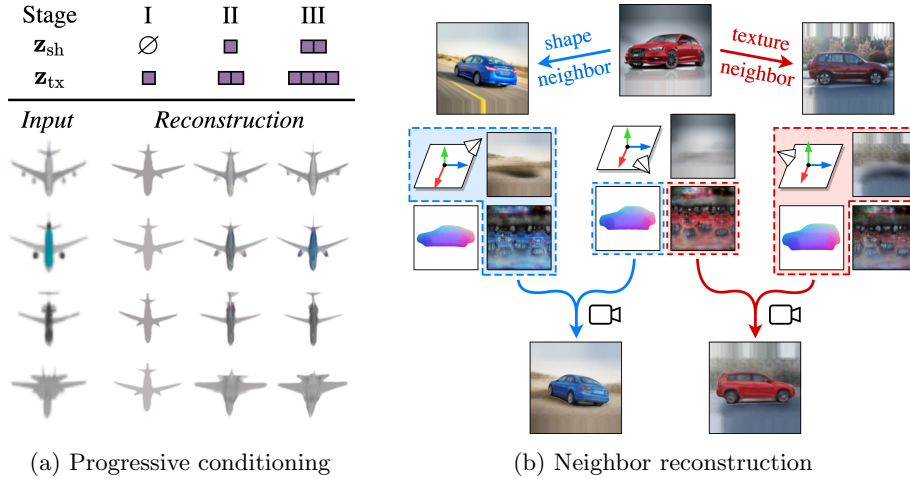 Stage I II III
z_sh ∅
z_tx
Input Reconstruction
(a) Progressive conditioning
shape neighbor
texture neighbor
(b) Neighbor reconstruction